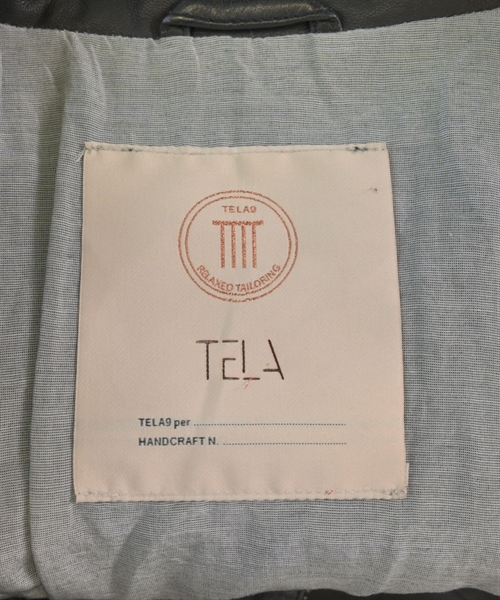 TELA9
RELAXED TAILORING
TELA
TELA9 per ........................................
HANDCRAFT N. ................................